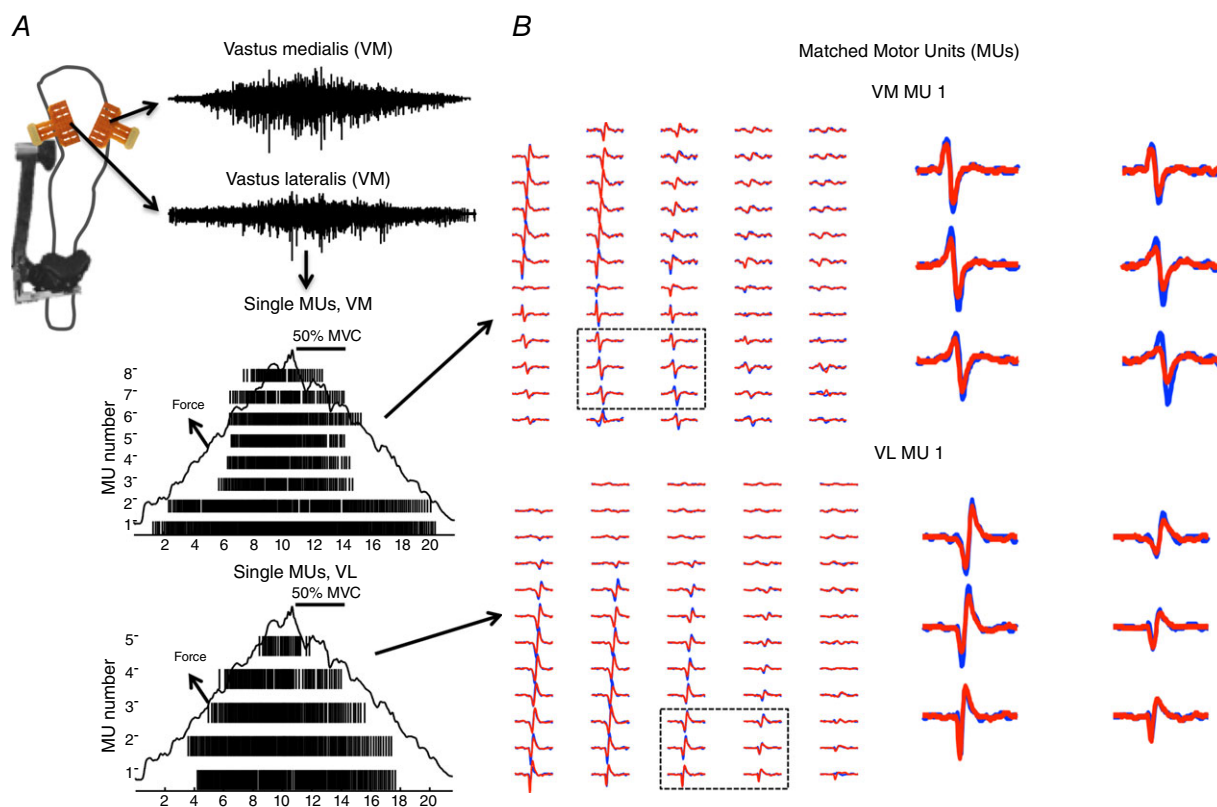 A
Vastus medialis (VM)
Vastus lateralis (VM)
Single MUs, VM
50% MVC
Force
MU number
8
7
6
5
4
3
2
1
2 4 6 8 10 12 14 16 18 20
Single MUs, VL
50% MVC
Force
MU number
5
4
3
2
1
2 4 6 8 10 12 14 16 18 20
B
Matched Motor Units (MUs)
VM MU 1
VL MU 1